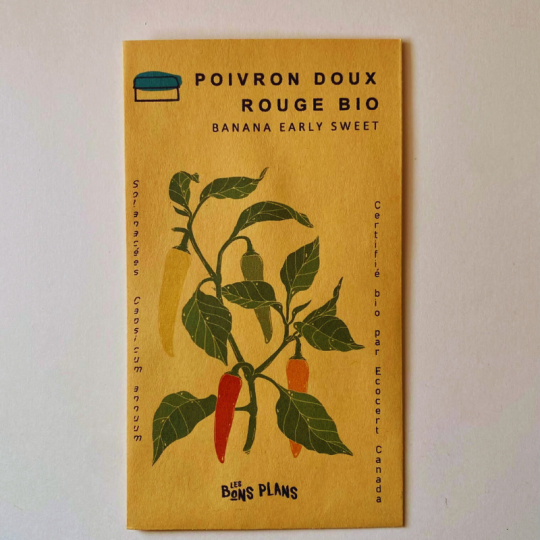 POIVRON DOUX
ROUGE BIO
BANANA EARLY SWEET
Solanacées Capsicum annuum
Certifié bio par Ecocert Canada
LES
BONS PLANS